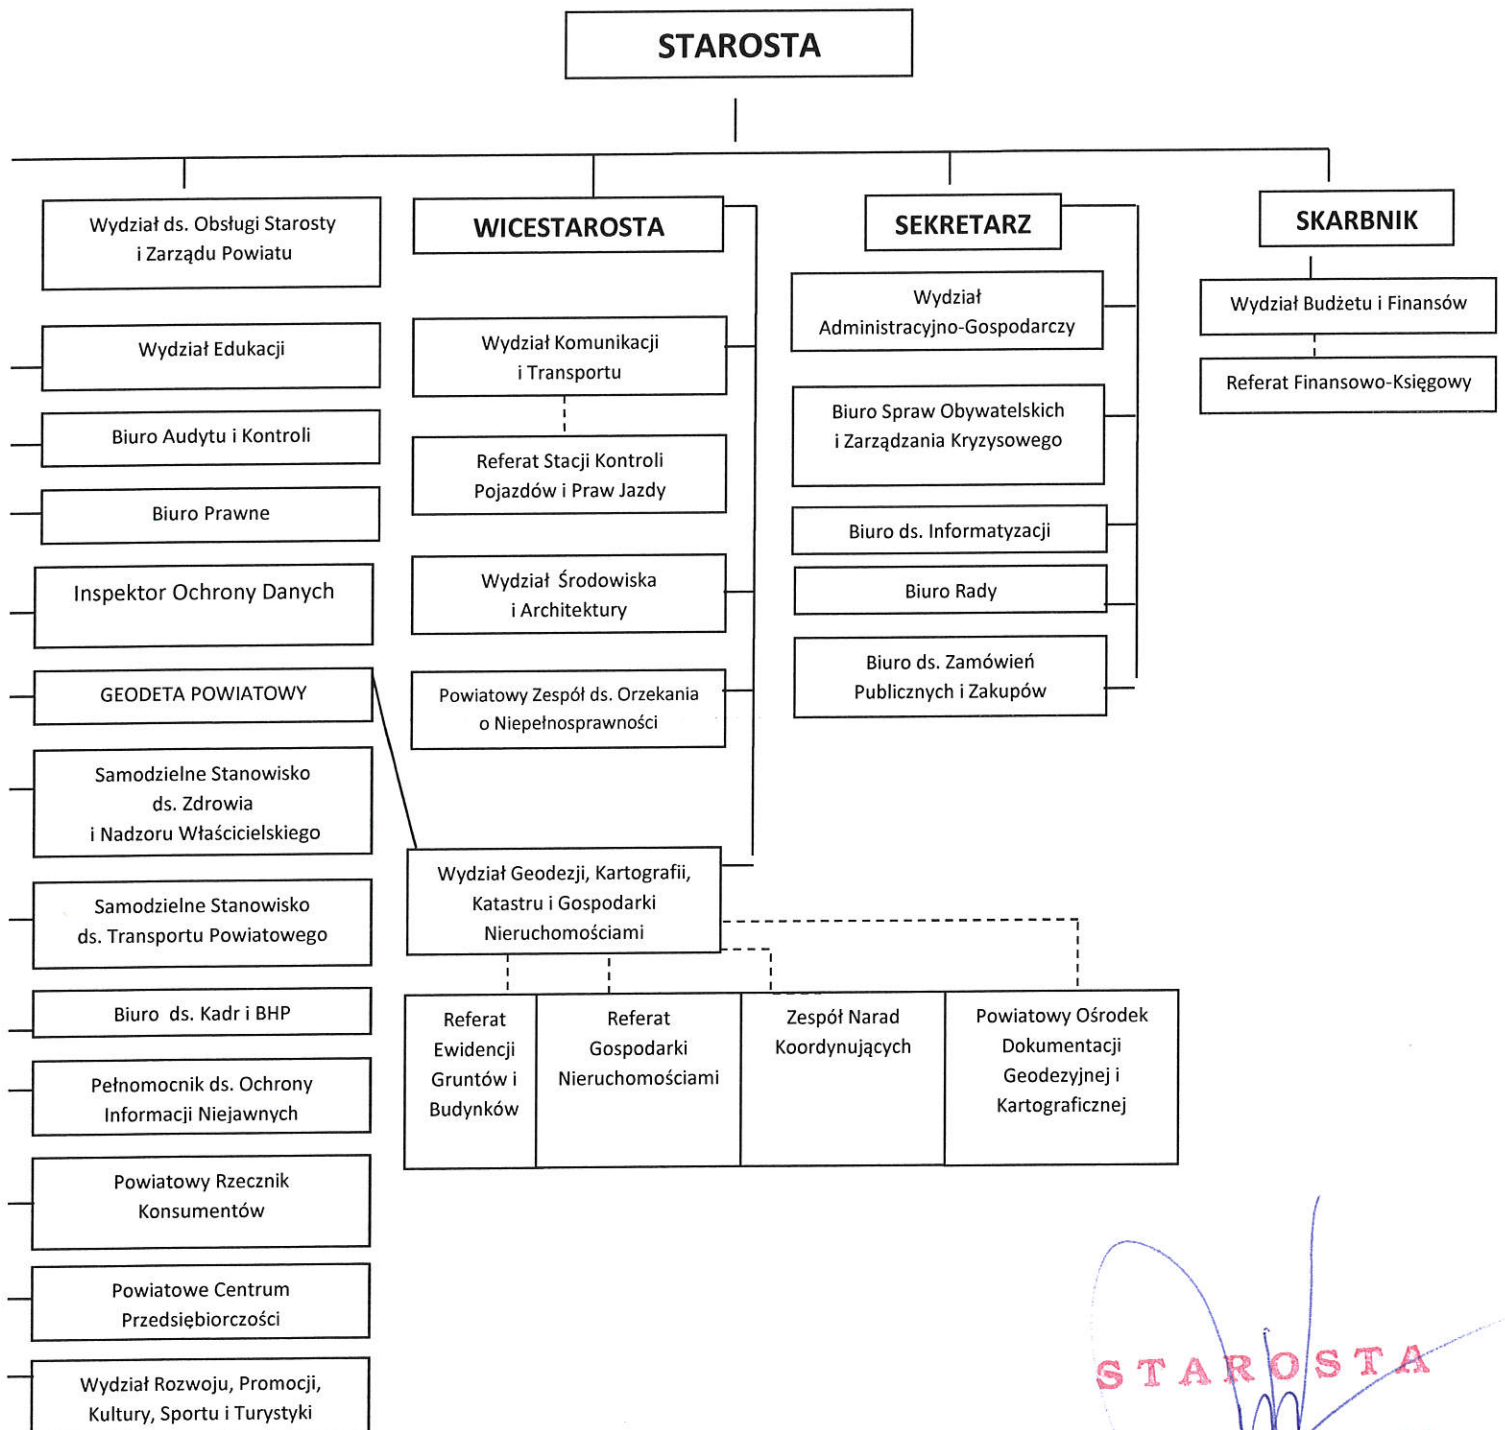 STAROSTA
Wydział ds. Obsługi Starosty
i Zarządu Powiatu
Wydział Edukacji
Biuro Audytu i Kontroli
Biuro Prawne
Inspektor Ochrony Danych
GEODETA POWIATOWY
Samodzielne Stanowisko
ds. Zdrowia
i Nadzoru Właścicielskiego
Samodzielne Stanowisko
ds. Transportu Powiatowego
Biuro ds. Kadr i BHP
Pełnomocnik ds. Ochrony
Informacji Niejawnych
Powiatowy Rzecznik
Konsumentów
Powiatowe Centrum
Przedsiębiorczości
Wydział Rozwoju, Promocji,
Kultury, Sportu i Turystyki
WICESTAROSTA
Wydział Komunikacji
i Transportu
Referat Stacji Kontroli
Pojazdów i Praw Jazdy
Wydział Środowiska
i Architektury
Powiatowy Zespół ds. Orzekania
o Niepełnosprawności
Wydział Geodezji, Kartografii,
Katastru i Gospodarki
Nieruchomościami
Referat
Ewidencji
Gruntów i
Budynków
Referat
Gospodarki
Nieruchomościami
Zespół Narad
Koordynujących
Powiatowy Ośrodek
Dokumentacji
Geodezyjnej i
Kartograficznej
SEKRETARZ
Wydział
Administracyjno-Gospodarczy
Biuro Spraw Obywatelskich
i Zarządzania Kryzysowego
Biuro ds. Informatyzacji
Biuro Rady
Biuro ds. Zamówień
Publicznych i Zakupów
SKARBNIK
Wydział Budżetu i Finansów
Referat Finansowo-Księgowy
STAROSTA